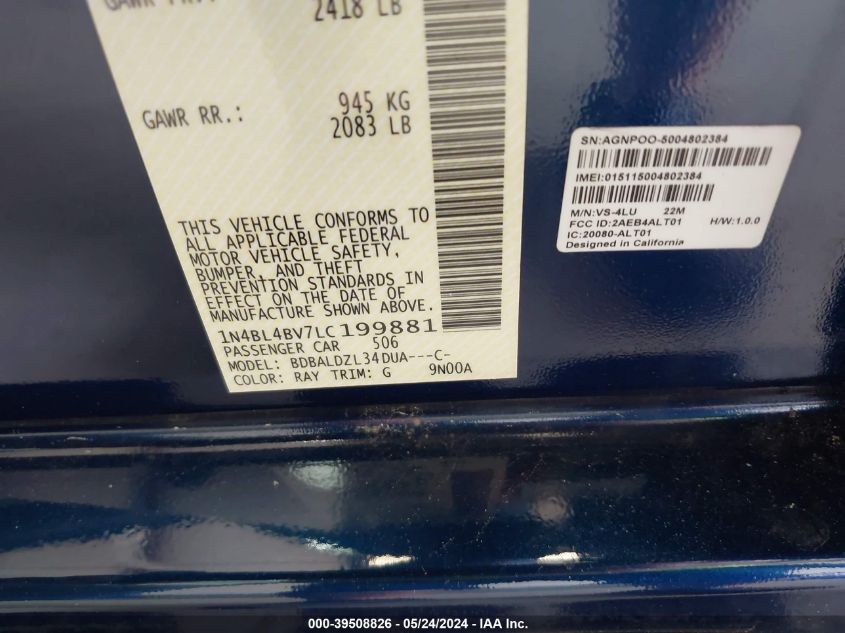 GAWR FR.:
2418 LB
GAWR RR.: 945 KG
2083 LB
THIS VEHICLE CONFORMS TO
ALL APPLICABLE FEDERAL
MOTOR VEHICLE SAFETY,
BUMPER, AND THEFT
PREVENTION STANDARDS IN
EFFECT ON THE DATE OF
MANUFACTURE SHOWN ABOVE.
1N4BL4BV7LC199881
PASSENGER CAR 506
MODEL: BDBALDZL34DUA---C-
COLOR: RAY TRIM: G 9N00A
SN:AGNPOO-5004802384
IMEI:015115004802384
M/N:VS-4LU 22M
FCC ID:2AEB4ALT01 H/W:1.0.0
IC:20080-ALT01
Designed in California
000-39508826 - 05/24/2024 - IAA Inc.